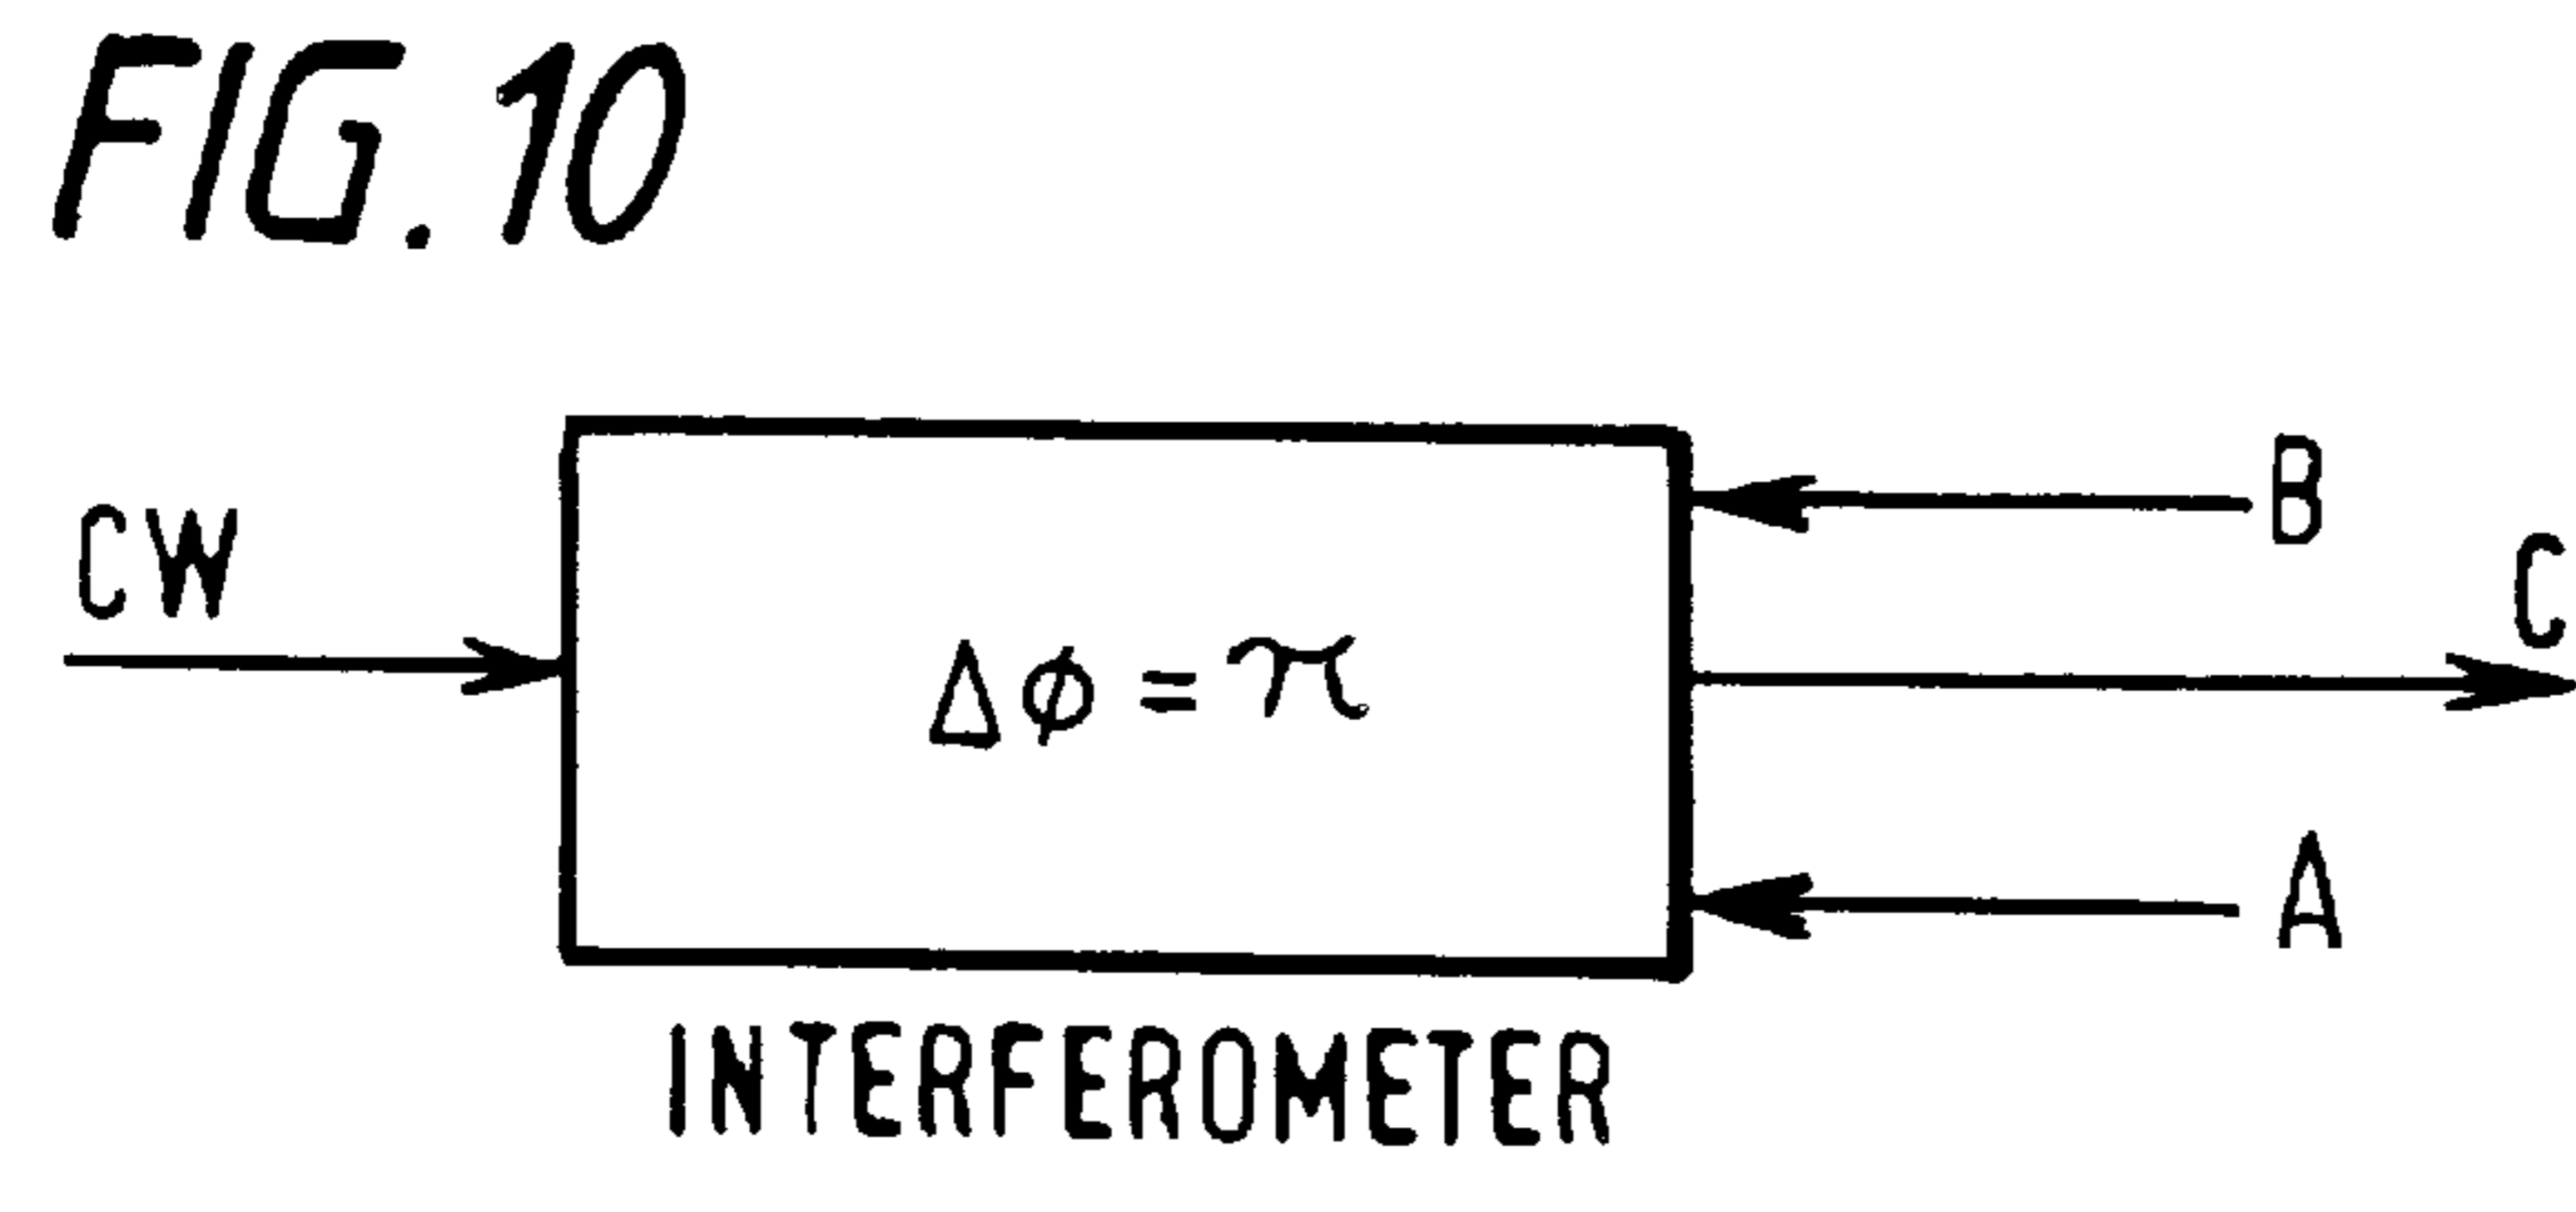 FIG. 10
B
CW
C
Δϕ = π
A
INTERFEROMETER